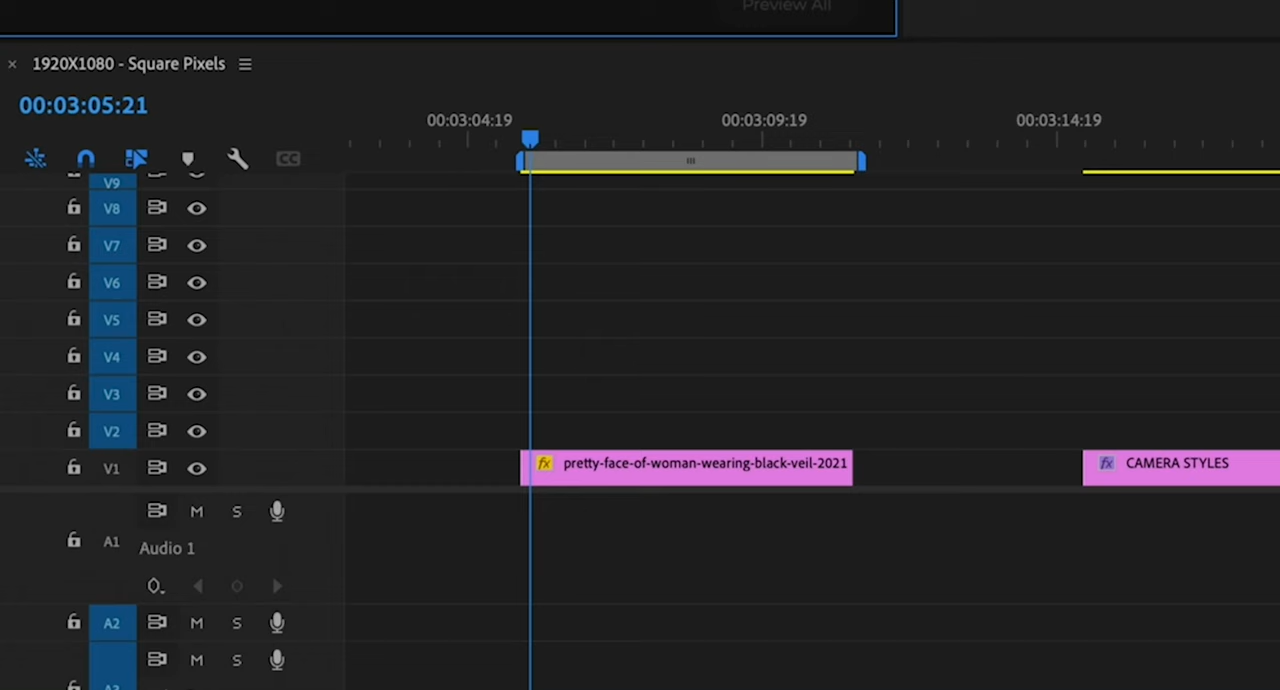 Preview All
× 1920X1080 - Square Pixels
00:03:05:21
00:03:04:19 00:03:09:19 00:03:14:19
CC
V9
V8
V7
V6
V5
V4
V3
V2
V1 fx pretty-face-of-woman-wearing-black-veil-2021 fx CAMERA STYLES
M S
A1 Audio 1
A2 M S
M S
A3